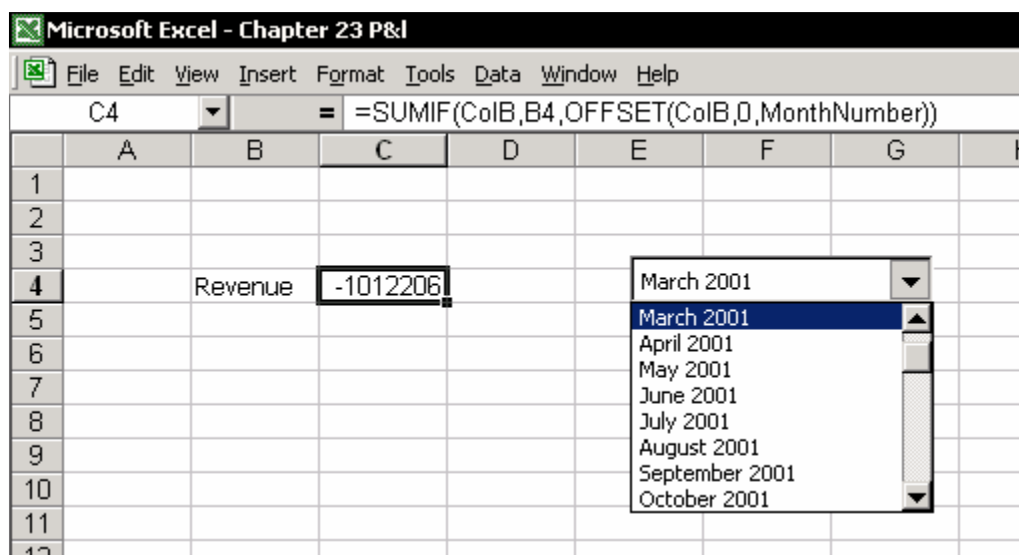 Microsoft Excel - Chapter 23 P&l
File Edit View Insert Format Tools Data Window Help
C4 = =SUMIF(ColB,B4,OFFSET(ColB,0,MonthNumber))
A B C D E F G
1
2
3
4 Revenue -1012206 March 2001
5 March 2001
April 2001
6
May 2001
7 June 2001
8 July 2001
9 August 2001
September 2001
10 October 2001
11